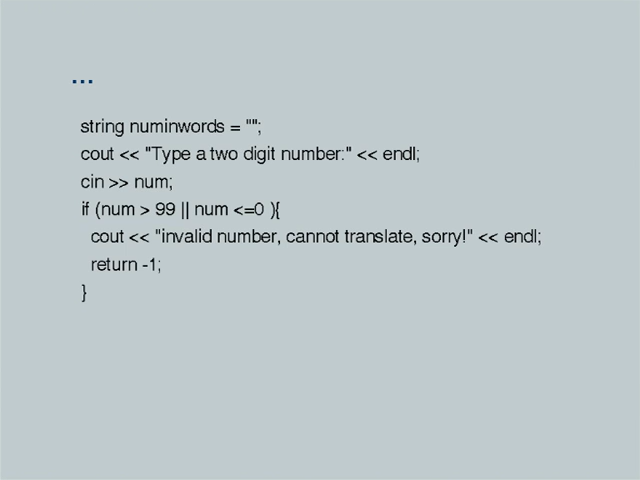 ...
string numinwords = "";
cout << "Type a two digit number:" << endl;
cin >> num;
if (num > 99 || num <=0 ){
cout << "invalid number, cannot translate, sorry!" << endl;
return -1;
}